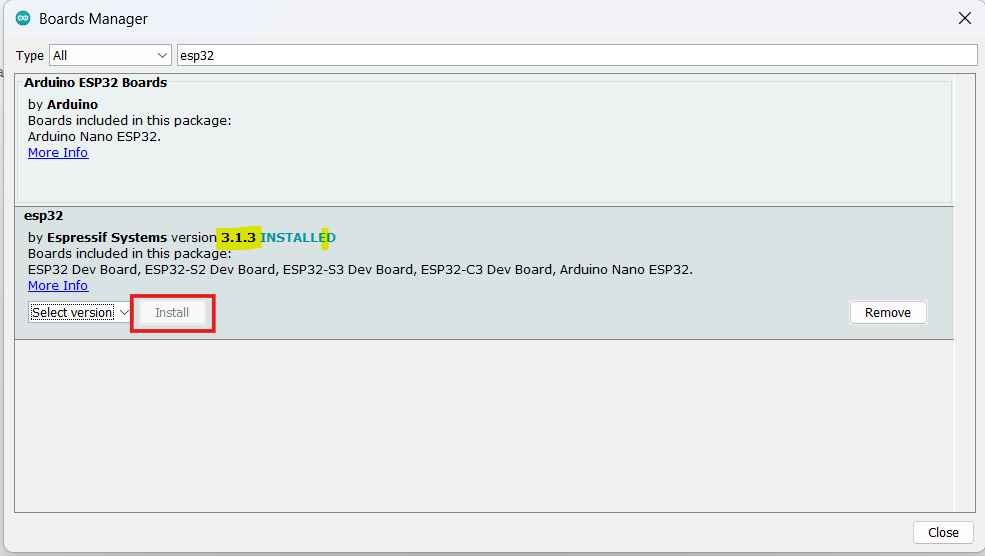 Boards Manager
Type All esp32
Arduino ESP32 Boards
by Arduino
Boards included in this package:
Arduino Nano ESP32.
More Info
esp32
by Espressif Systems version 3.1.3 INSTALLED
Boards included in this package:
ESP32 Dev Board, ESP32-S2 Dev Board, ESP32-S3 Dev Board, ESP32-C3 Dev Board, Arduino Nano ESP32.
More Info
Select version Install Remove
Close